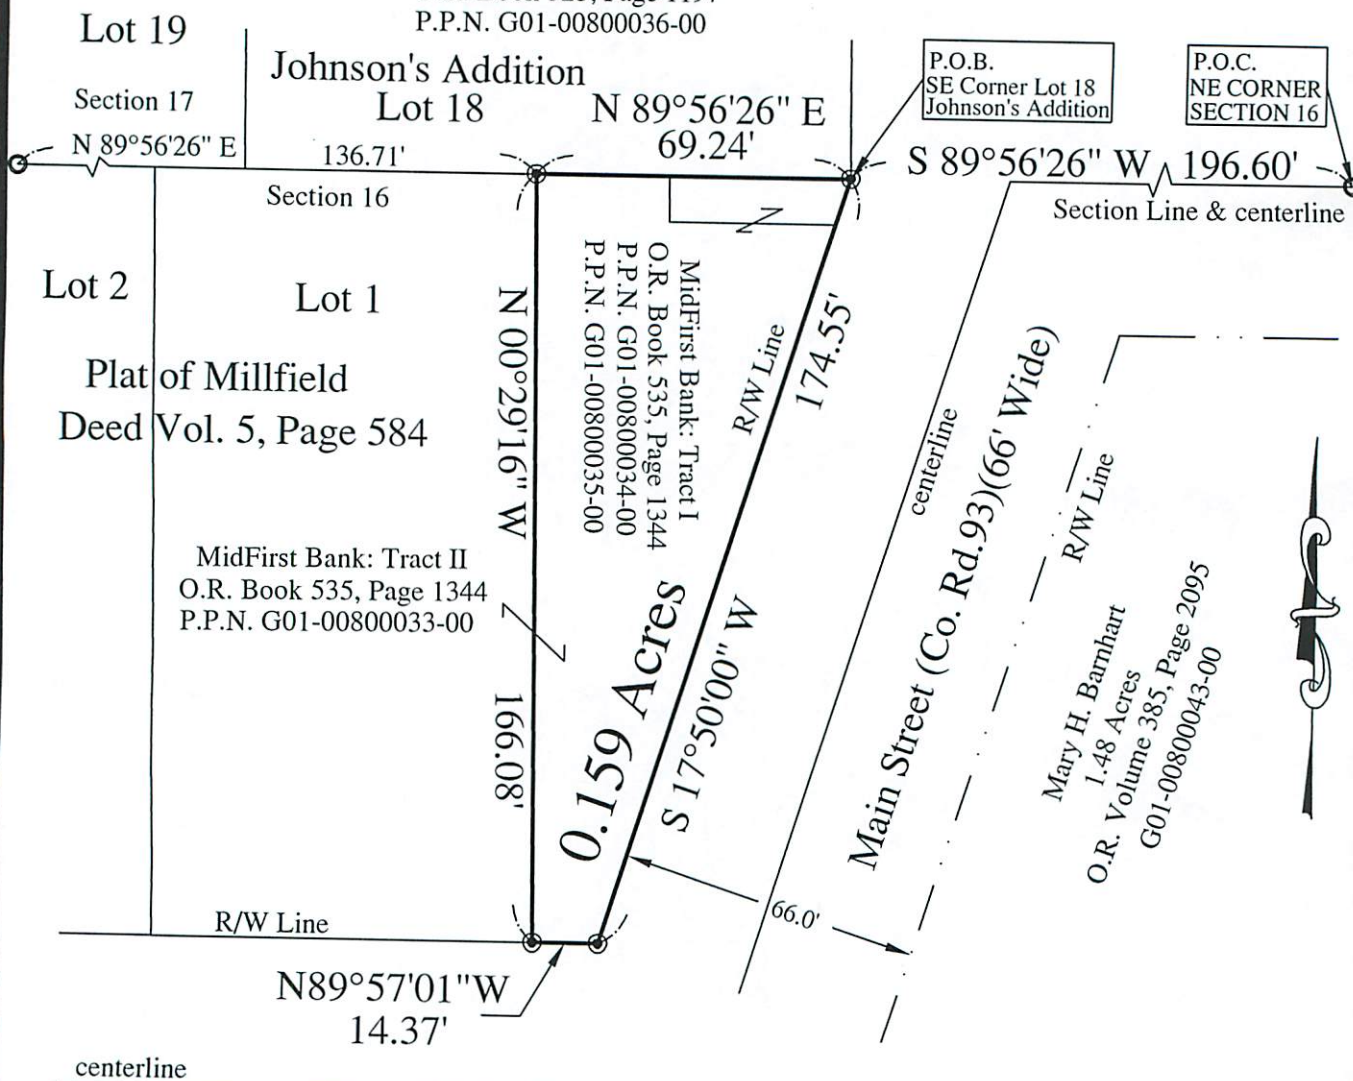 P.P.N. G01-00800036-00
Lot 19
Johnson's Addition
Section 17
Lot 18
N 89°56'26" E
69.24'
P.O.B.
SE Corner Lot 18
Johnson's Addition
P.O.C.
NE CORNER
SECTION 16
N 89°56'26" E
136.71'
S 89°56'26" W 196.60'
Section 16
Section Line & centerline
Lot 2
Lot 1
Plat of Millfield
Deed Vol. 5, Page 584
N 00°29'16" W
166.08'
MidFirst Bank: Tract I
O.R. Book 535, Page 1344
P.P.N. G01-00800034-00
P.P.N. G01-00800035-00
R/W Line
174.55'
S 17°50'00" W
0.159 Acres
MidFirst Bank: Tract II
O.R. Book 535, Page 1344
P.P.N. G01-00800033-00
centerline
Main Street (Co. Rd.93)(66' Wide)
R/W Line
Mary H. Barnhart
1.48 Acres
O.R. Volume 385, Page 2095
G01-00800043-00
66.0'
R/W Line
N89°57'01"W
14.37'
centerline